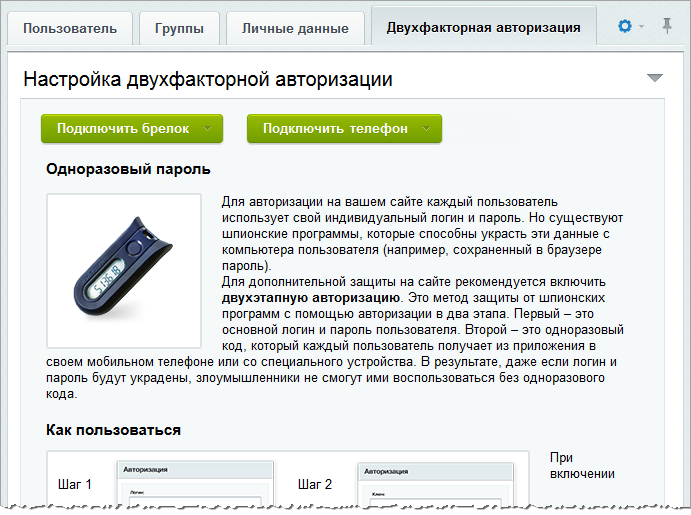 Пользователь Группы Личные данные Двухфакторная авторизация
Настройка двухфакторной авторизации
Подключить брелок Подключить телефон
Одноразовый пароль
Для авторизации на вашем сайте каждый пользователь
использует свой индивидуальный логин и пароль. Но существуют
шпионские программы, которые способны украсть эти данные с
компьютера пользователя (например, сохраненный в браузере
пароль).
Для дополнительной защиты на сайте рекомендуется включить
двухэтапную авторизацию. Это метод защиты от шпионских
программ с помощью авторизации в два этапа. Первый – это
основной логин и пароль пользователя. Второй – это одноразовый
код, который каждый пользователь получает из приложения в
своем мобильном телефоне или со специального устройства. В результате, даже если логин и
пароль будут украдены, злоумышленники не смогут ими воспользоваться без одноразового
кода.
Как пользоваться
Шаг 1
Авторизация
Логин:
Шаг 2
Авторизация
Ключ:
При
включении